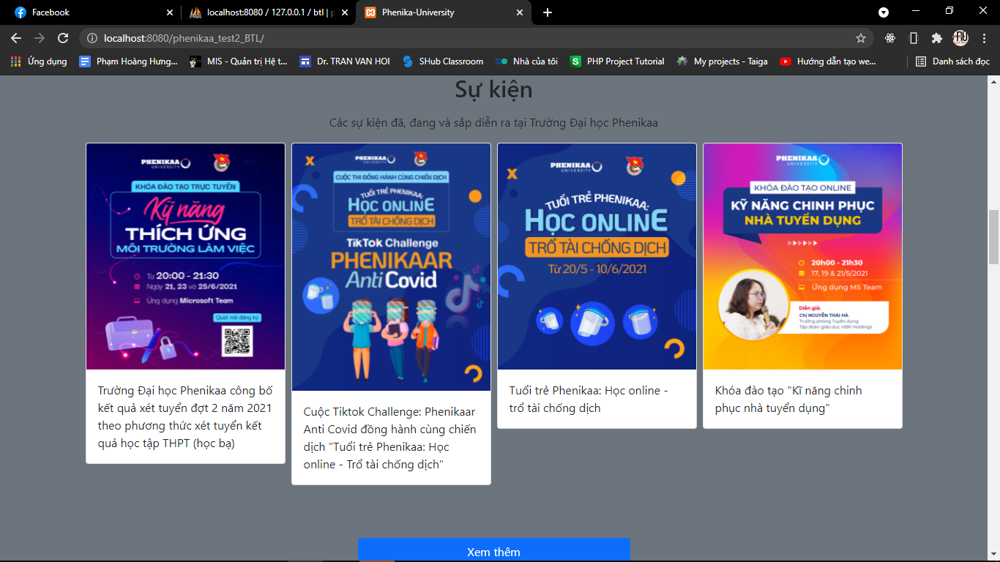 Facebook
localhost:8080 / 127.0.0.1 / btl | p
Phenika-University
localhost:8080/phenikaa_test2_BTL/
Ứng dụng
Phạm Hoàng Hưng...
MIS - Quản trị Hệ t...
Dr. TRAN VAN HOI
SHub Classroom
Nhà của tôi
PHP Project Tutorial
My projects - Taiga
Hướng dẫn tạo we...
Danh sách đọc
Sự kiện
Các sự kiện đã, đang và sắp diễn ra tại Trường Đại học Phenikaa
PHENIKAA
UNIVERSITY
KHÓA ĐÀO TẠO TRỰC TUYẾN
Kỹ năng
THÍCH ỨNG
MÔI TRƯỜNG LÀM VIỆC
Từ 20:00 - 21:30
Ngày 21, 23 và 25/6/2021
Ứng dụng Microsoft Team
Quét mã đăng ký
Trường Đại học Phenikaa công bố
kết quả xét tuyển đợt 2 năm 2021
theo phương thức xét tuyển kết
quả học tập THPT (học bạ)
PHENIKAA
UNIVERSITY
CUỘC THI ĐỒNG HÀNH CÙNG CHIẾN DỊCH
TUỔI TRẺ PHENIKAA:
HỌC ONLINE
TRỔ TÀI CHỐNG DỊCH
TikTok Challenge
PHENIKAAR
Anti Covid
Cuộc Tiktok Challenge: Phenikaar
Anti Covid đồng hành cùng chiến
dịch "Tuổi trẻ Phenikaa: Học
online - Trổ tài chống dịch"
PHENIKAA
UNIVERSITY
TUỔI TRẺ PHENIKAA:
HỌC ONLINE
TRỔ TÀI CHỐNG DỊCH
Từ 20/5 - 10/6/2021
Tuổi trẻ Phenikaa: Học online -
trổ tài chống dịch
PHENIKAA
UNIVERSITY
KHÓA ĐÀO TẠO ONLINE
KỸ NĂNG CHINH PHỤC
NHÀ TUYỂN DỤNG
20h00 - 21h30
17, 19 & 21/5/2021
Ứng dụng MS Team
Diễn giả:
Chị NGUYỄN THÁI HÀ
Trưởng phòng Tuyển dụng
Tập đoàn giáo dục HBR Holdings
Khóa đào tạo "Kĩ năng chinh
phục nhà tuyển dụng"
Xem thêm